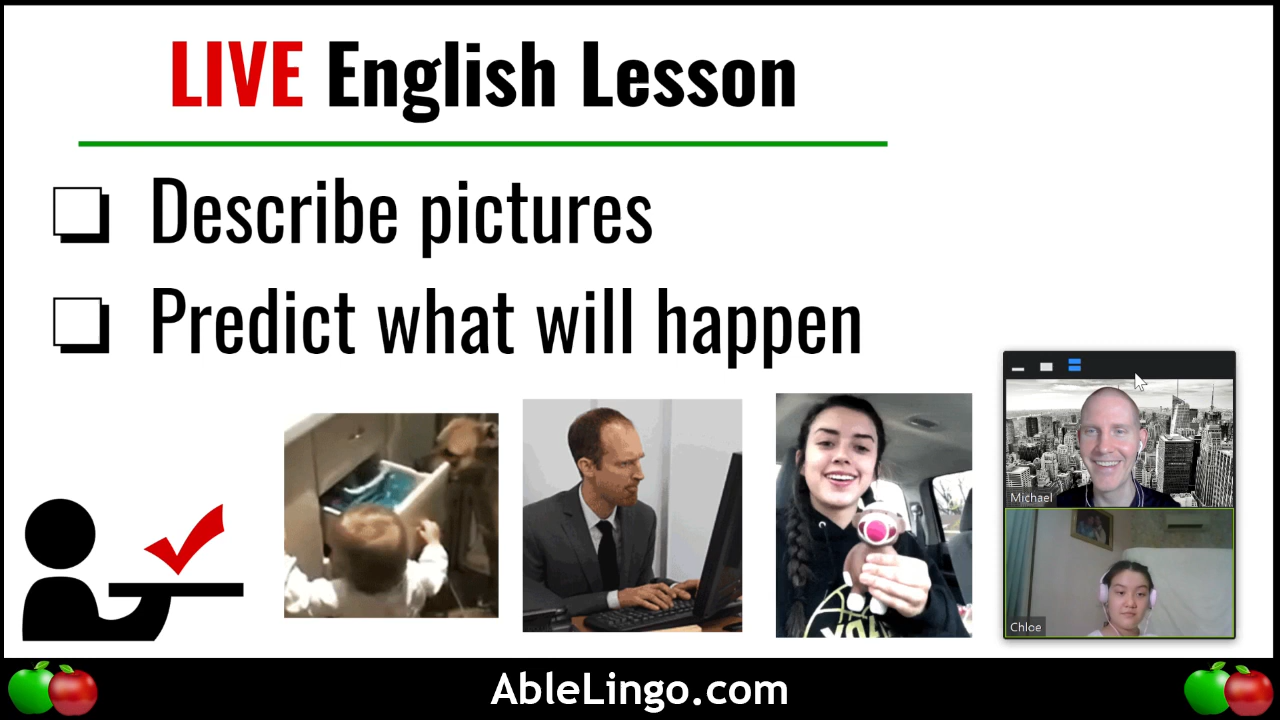 LIVE English Lesson
Describe pictures
Predict what will happen
Michael
Chloe
AbleLingo.com